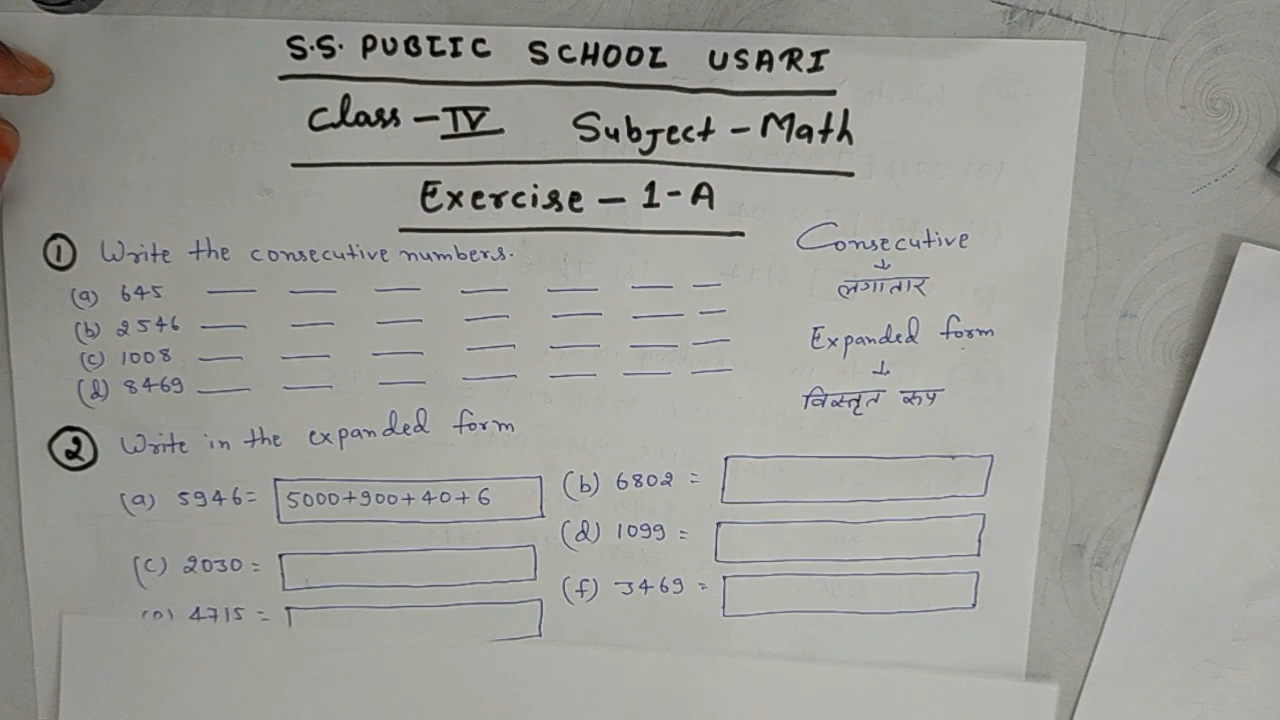 S.S. PUBLIC SCHOOL USARI
Class - IV Subject - Math
Exercise - 1-A
① Write the consecutive numbers.
(a) 645 — — — — — — —
(b) 2546 — — — — — — —
(c) 1008 — — — — — — —
(d) 8469 — — — — — — —
Consecutive
↓
लगातार
Expanded form
↓
विस्तृत रूप
② Write in the expanded form
(a) 5946 = 5000+900+40+6
(b) 6802 =
(c) 2030 =
(d) 1099 =
4715 =
(f) 3469 =